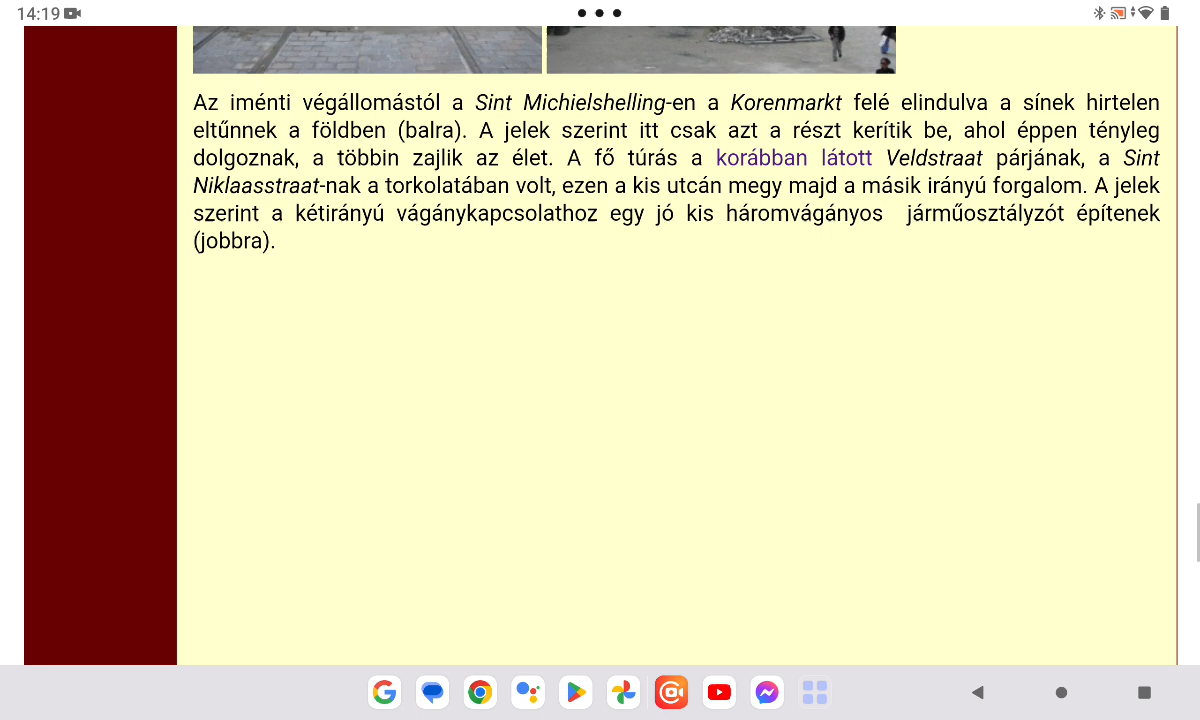 14:19
Az iménti végállomástól a Sint Michielshelling-en a Korenmarkt felé elindulva a sínek hirtelen
eltűnnek a földben (balra). A jelek szerint itt csak azt a részt kerítik be, ahol éppen tényleg
dolgoznak, a többin zajlik az élet. A fő túrás a korábban látott Veldstraat párjának, a Sint
Niklaasstraat-nak a torkolatában volt, ezen a kis utcán megy majd a másik irányú forgalom. A jelek
szerint a kétirányú vágánykapcsolathoz egy jó kis háromvágányos járműosztályzót építenek
(jobbra).